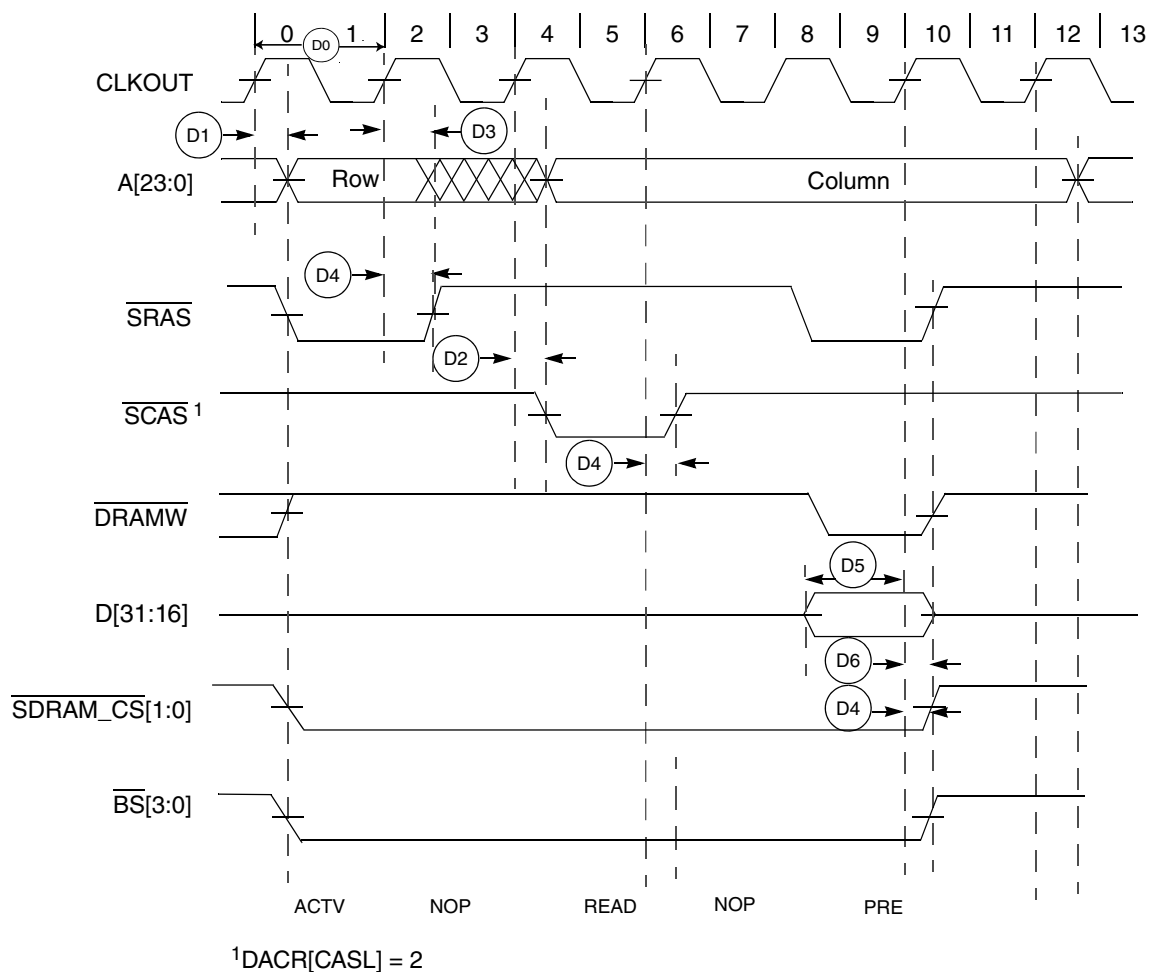 0 1 2 3 4 5 6 7 8 9 10 11 12 13
D0
CLKOUT
D1
D3
A[23:0]
Row
Column
D4
SRAS
D2
SCAS 1
D4
DRAMW
D5
D[31:16]
D6
SDRAM_CS[1:0]
D4
BS[3:0]
ACTV NOP READ NOP PRE
1DACR[CASL] = 2